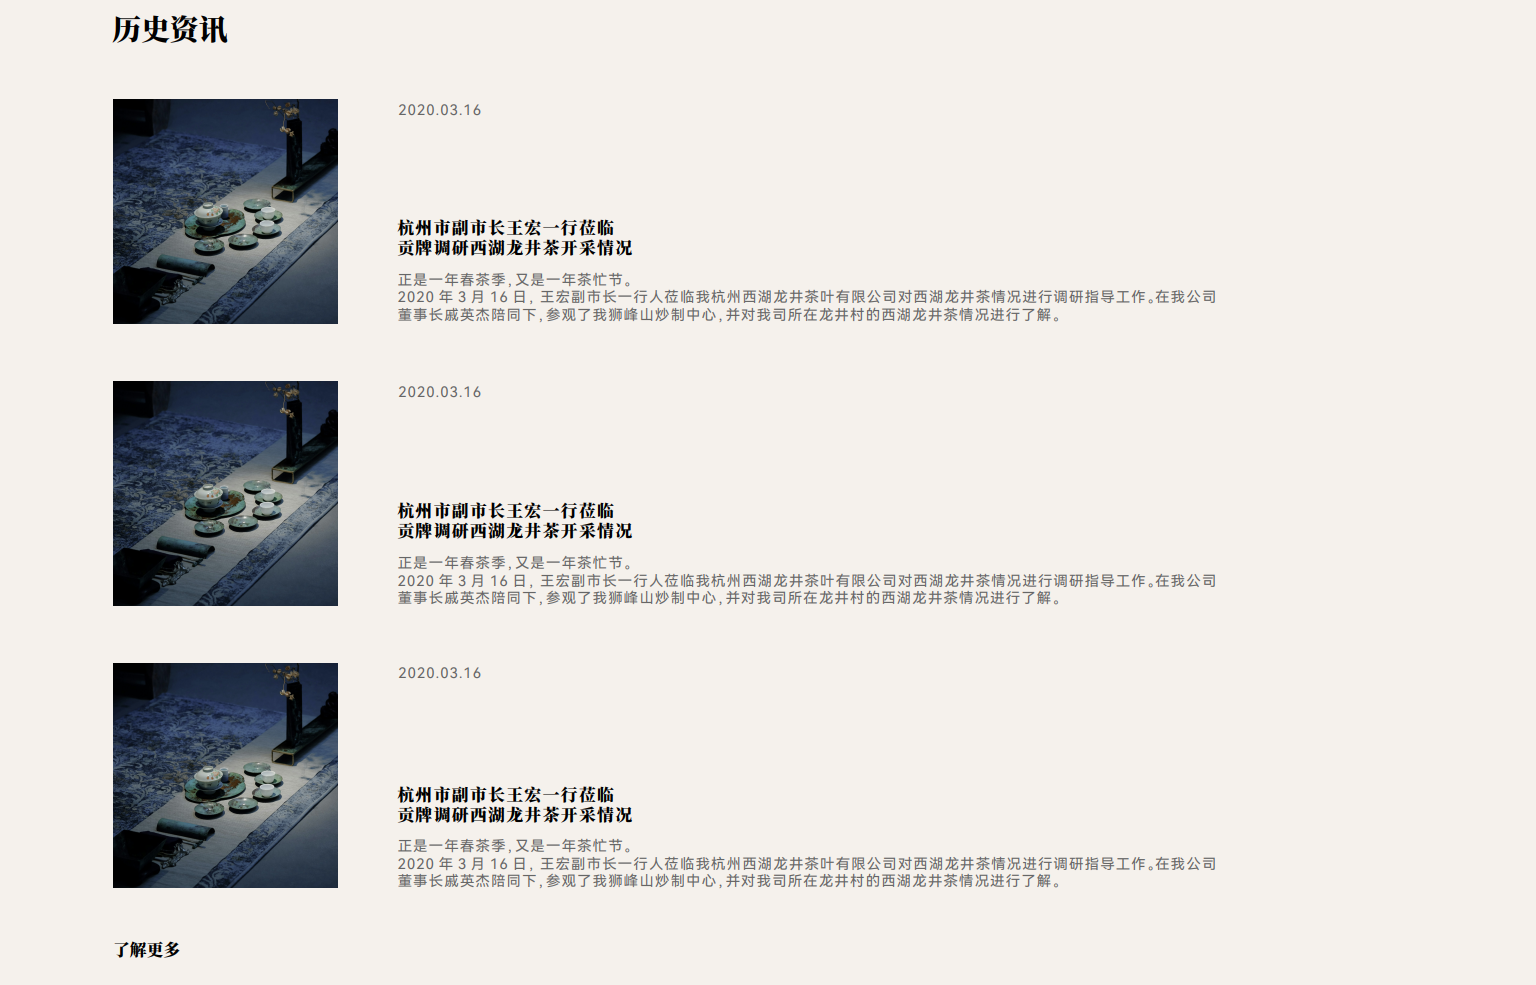 历史资讯
2020.03.16
杭州市副市长王宏一行莅临
贡牌调研西湖龙井茶开采情况
正是一年春茶季,又是一年茶忙节。
2020 年 3 月 16 日, 王宏副市长一行人莅临我杭州西湖龙井茶叶有限公司对西湖龙井茶情况进行调研指导工作。在我公司
董事长戚英杰陪同下,参观了我狮峰山炒制中心,并对我司所在龙井村的西湖龙井茶情况进行了解。
2020.03.16
杭州市副市长王宏一行莅临
贡牌调研西湖龙井茶开采情况
正是一年春茶季,又是一年茶忙节。
2020 年 3 月 16 日, 王宏副市长一行人莅临我杭州西湖龙井茶叶有限公司对西湖龙井茶情况进行调研指导工作。在我公司
董事长戚英杰陪同下,参观了我狮峰山炒制中心,并对我司所在龙井村的西湖龙井茶情况进行了解。
2020.03.16
杭州市副市长王宏一行莅临
贡牌调研西湖龙井茶开采情况
正是一年春茶季,又是一年茶忙节。
2020 年 3 月 16 日, 王宏副市长一行人莅临我杭州西湖龙井茶叶有限公司对西湖龙井茶情况进行调研指导工作。在我公司
董事长戚英杰陪同下,参观了我狮峰山炒制中心,并对我司所在龙井村的西湖龙井茶情况进行了解。
了解更多